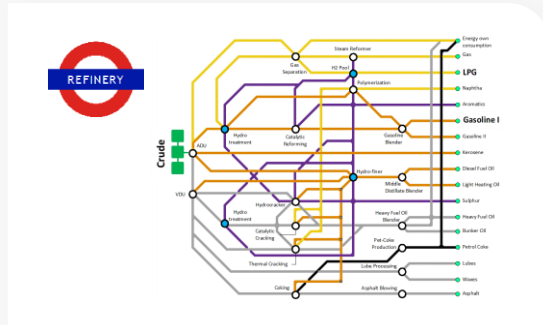 REFINERY
Crude
ADU
VDU
Steam Reformer
Gas
Separation
H2 Pool
Polymerization
Hydro
treatment
Catalytic
Reforming
Gasoline
Blender
Hydro-finer
Middle
Distillate Blender
Hydrocracker
Hydro
treatment
Catalytic
Cracking
Thermal Cracking
Heavy Fuel Oil
Blender
Pet-Coke
Production
Lube Processing
Coking
Asphalt Blowing
Energy own
consumption
Gas
LPG
Naphtha
Aromatics
Gasoline I
Gasoline II
Kerosene
Diesel Fuel Oil
Light Heating Oil
Sulphur
Heavy Fuel Oil
Bunker Oil
Petrol Coke
Lubes
Waxes
Asphalt